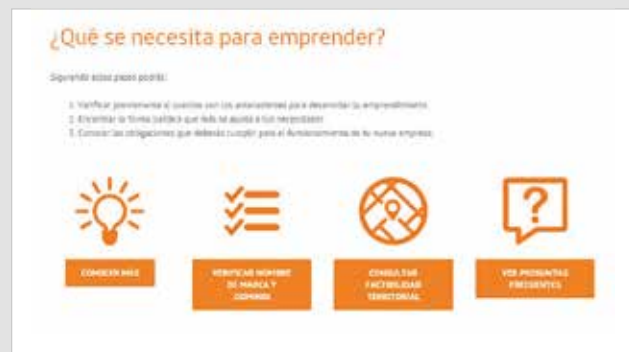 ¿Qué se necesita para emprender?
Siguiendo estos pasos podrás:
1. Verificar previamente si cuentas con los antecedentes para desarrollar tu emprendimiento.
2. Encontrar la forma jurídica que más se ajusta a tus necesidades
3. Conocer las obligaciones que deberás cumplir para el funcionamiento de tu nueva empresa.
CONOCER MÁS
VERIFICAR NOMBRE
DE MARCA Y
DOMINIO
CONSULTAR
FACTIBILIDAD
TERRITORIAL
VER PREGUNTAS
FRECUENTES